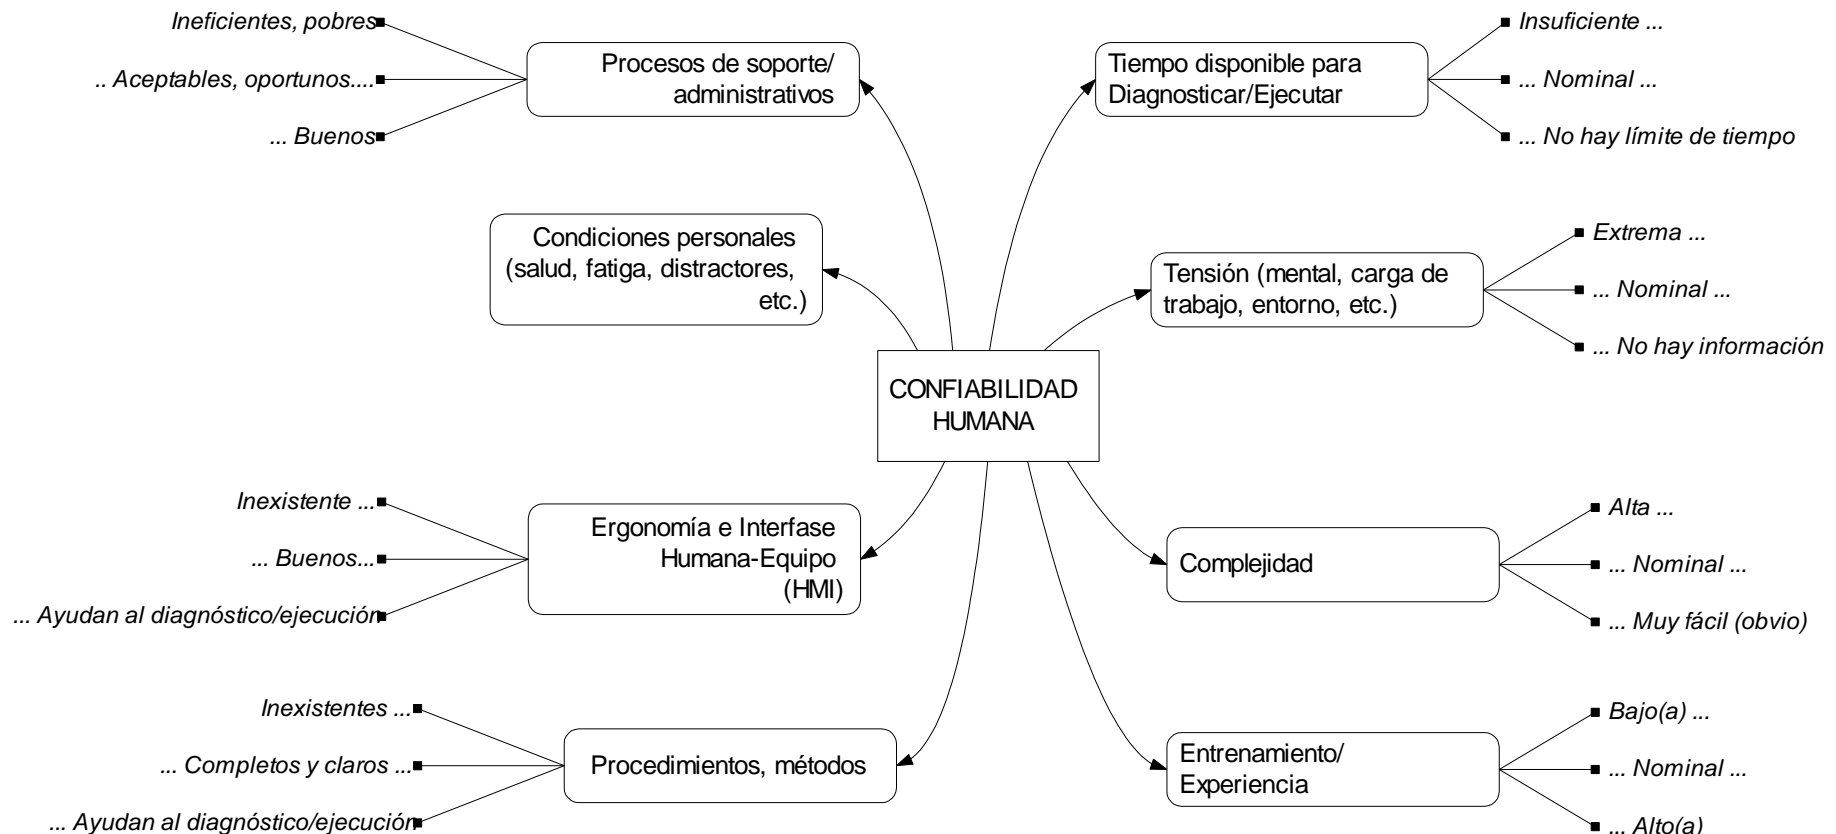 Ineficientes, pobres
.. Aceptables, oportunos....
... Buenos
Procesos de soporte/
administrativos
Tiempo disponible para
Diagnosticar/Ejecutar
Insuficiente ...
... Nominal ...
... No hay límite de tiempo
Condiciones personales
(salud, fatiga, distractores,
etc.)
Tensión (mental, carga de
trabajo, entorno, etc.)
Extrema ...
... Nominal ...
... No hay información
CONFIABILIDAD
HUMANA
Inexistente ...
... Buenos...
... Ayudan al diagnóstico/ejecución
Ergonomía e Interfase
Humana-Equipo
(HMI)
Complejidad
Alta ...
... Nominal ...
... Muy fácil (obvio)
Inexistentes ...
... Completos y claros ...
... Ayudan al diagnóstico/ejecución
Procedimientos, métodos
Entrenamiento/
Experiencia
Bajo(a) ...
... Nominal ...
... Alto(a)